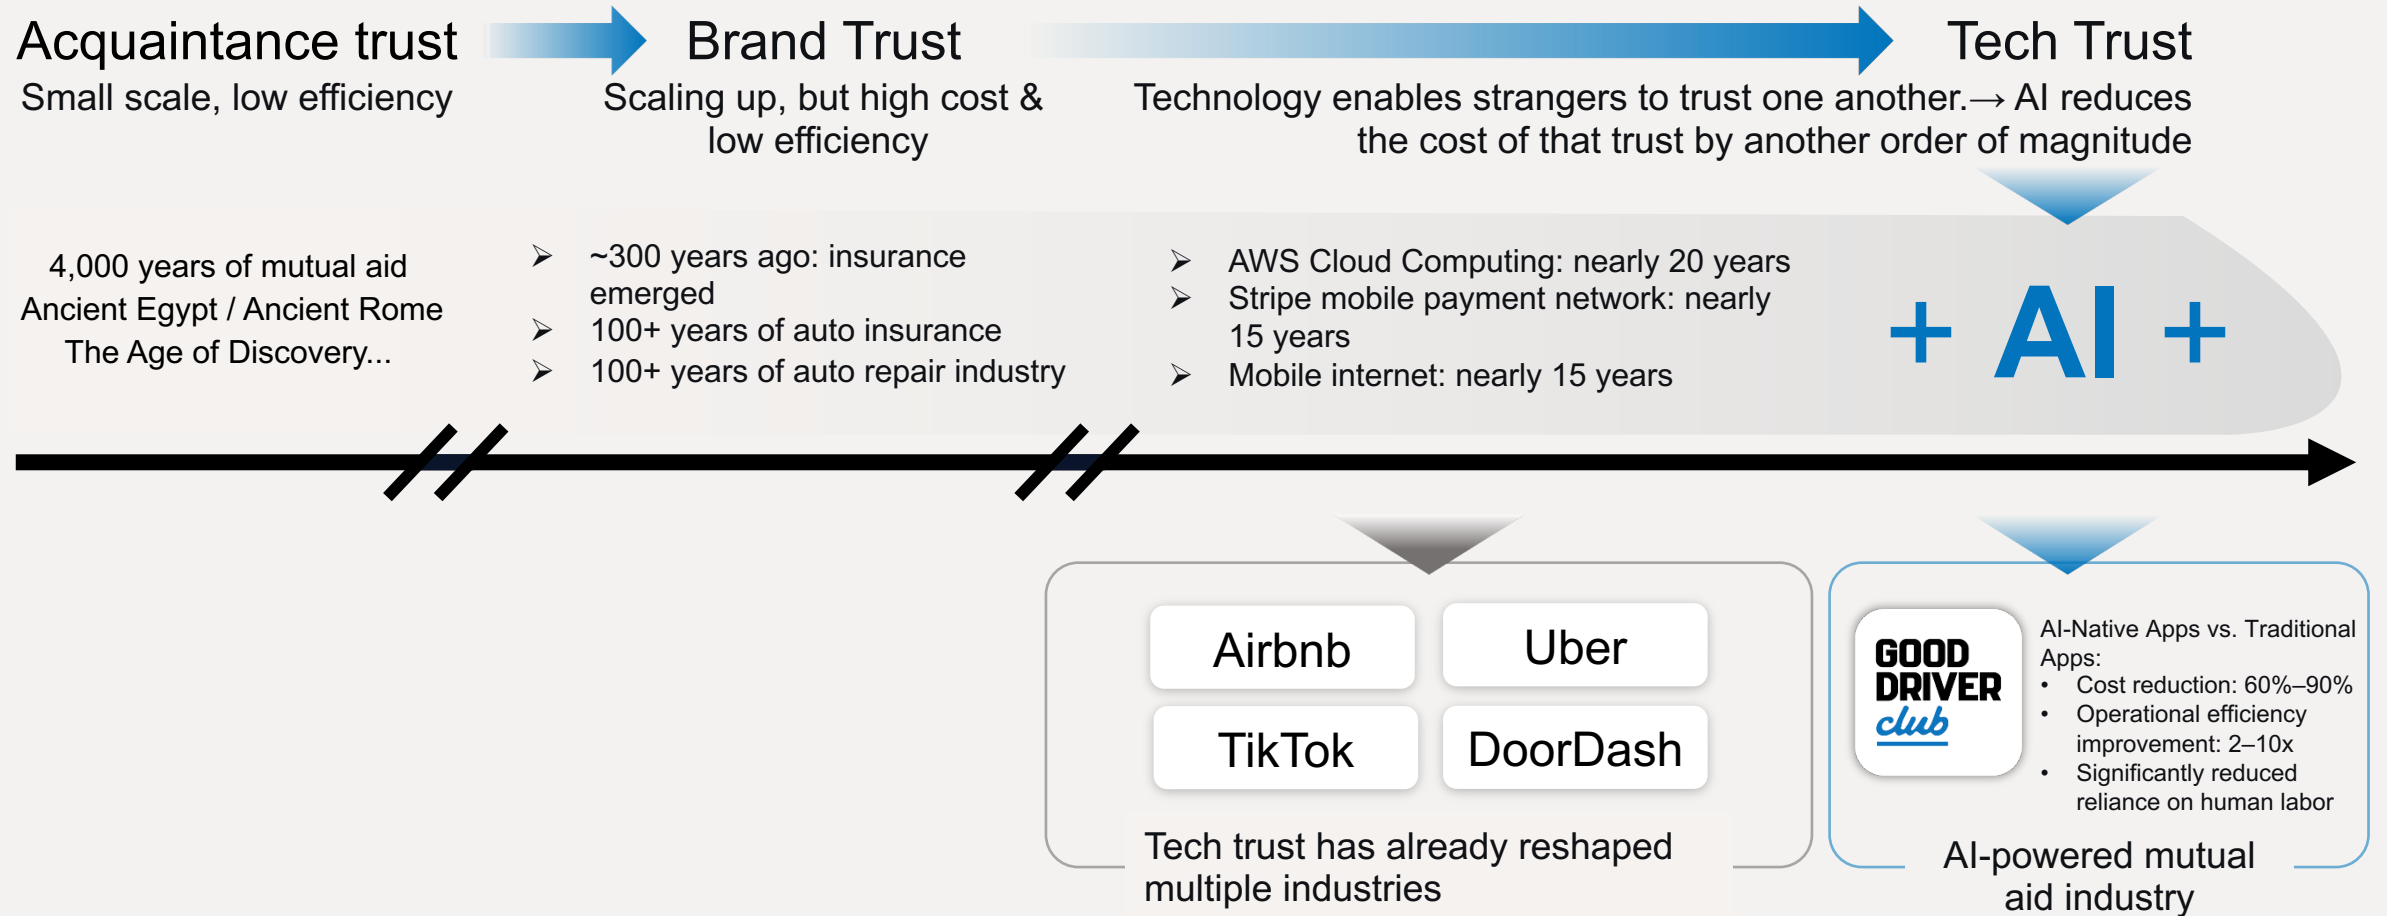 Acquaintance trust
Small scale, low efficiency
Brand Trust
Scaling up, but high cost &
low efficiency
Tech Trust
Technology enables strangers to trust one another.→ AI reduces
the cost of that trust by another order of magnitude
4,000 years of mutual aid
Ancient Egypt / Ancient Rome
The Age of Discovery...
➢ ~300 years ago: insurance
emerged
➢ 100+ years of auto insurance
➢ 100+ years of auto repair industry
➢ AWS Cloud Computing: nearly 20 years
➢ Stripe mobile payment network: nearly
15 years
➢ Mobile internet: nearly 15 years
+ AI +
Airbnb
Uber
TikTok
DoorDash
Tech trust has already reshaped
multiple industries
GOOD
DRIVER
club
AI-Native Apps vs. Traditional
Apps:
• Cost reduction: 60%–90%
• Operational efficiency
improvement: 2–10x
• Significantly reduced
reliance on human labor
AI-powered mutual
aid industry